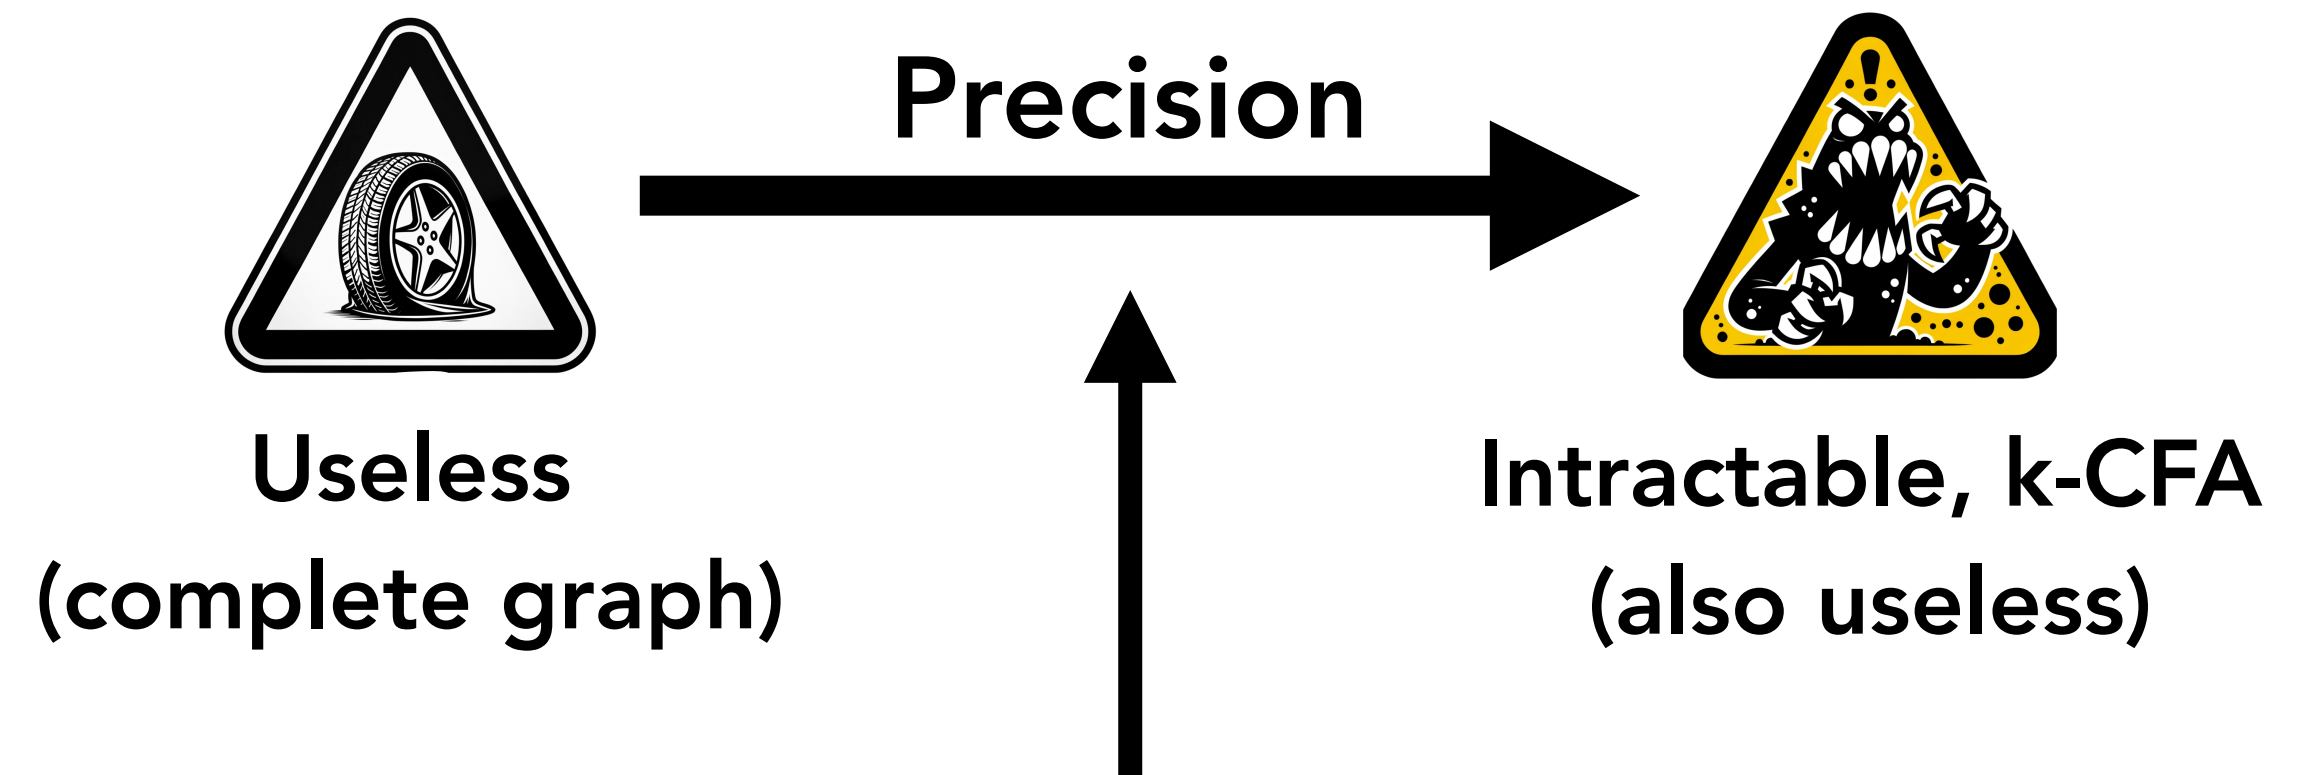 Precision
Useless
(complete graph)
Intractable, k-CFA
(also useless)